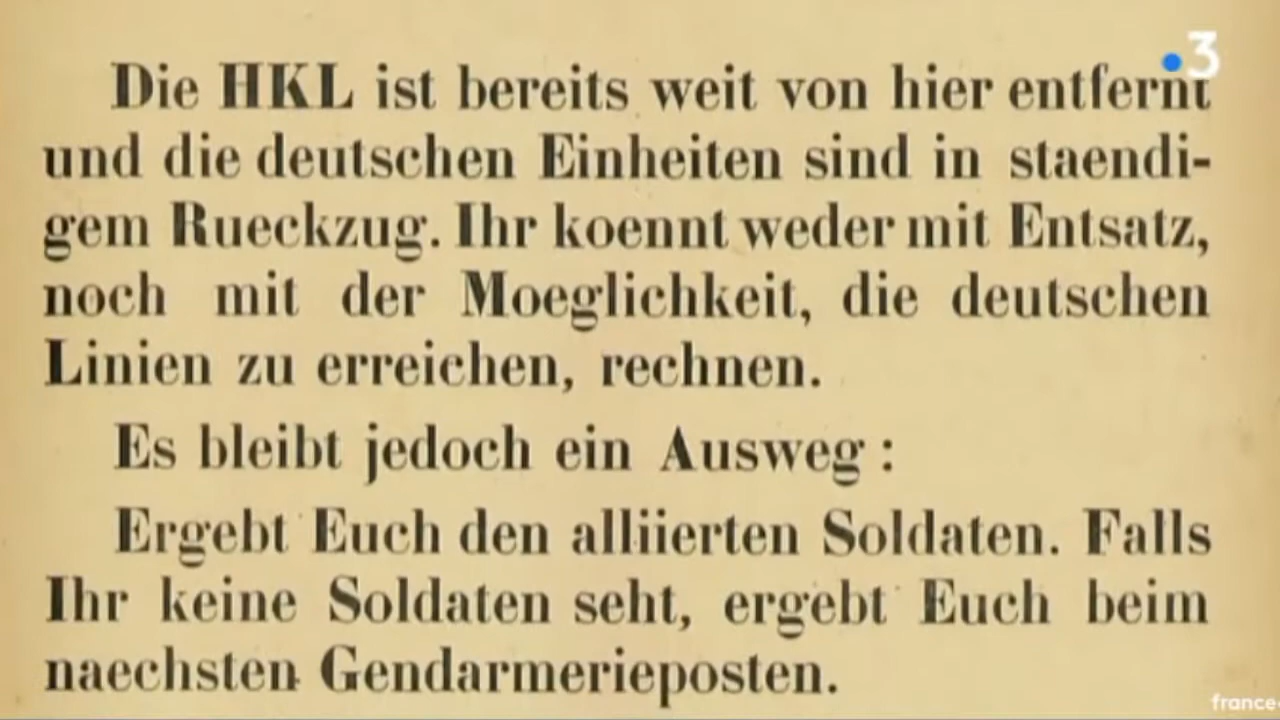 3
Die HKL ist bereits weit von hier entfernt
und die deutschen Einheiten sind in staendi-
gem Rueckzug. Ihr koennt weder mit Entsatz,
noch mit der Moeglichkeit, die deutschen
Linien zu erreichen, rechnen.
Es bleibt jedoch ein Ausweg :
Ergebt Euch den alliierten Soldaten. Falls
Ihr keine Soldaten seht, ergebt Euch beim
naechsten Gendarmerieposten.
france